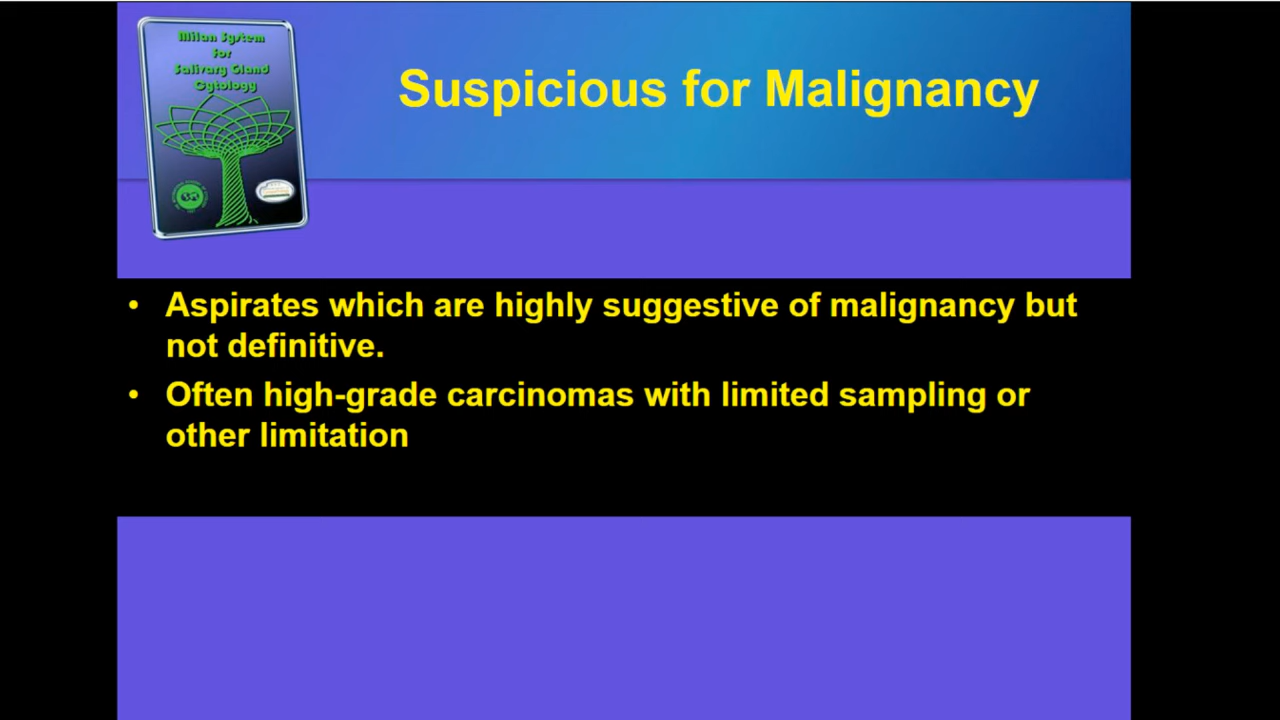 Milan System
for
Salivary Gland
Cytology
Suspicious for Malignancy
• Aspirates which are highly suggestive of malignancy but
not definitive.
• Often high-grade carcinomas with limited sampling or
other limitation